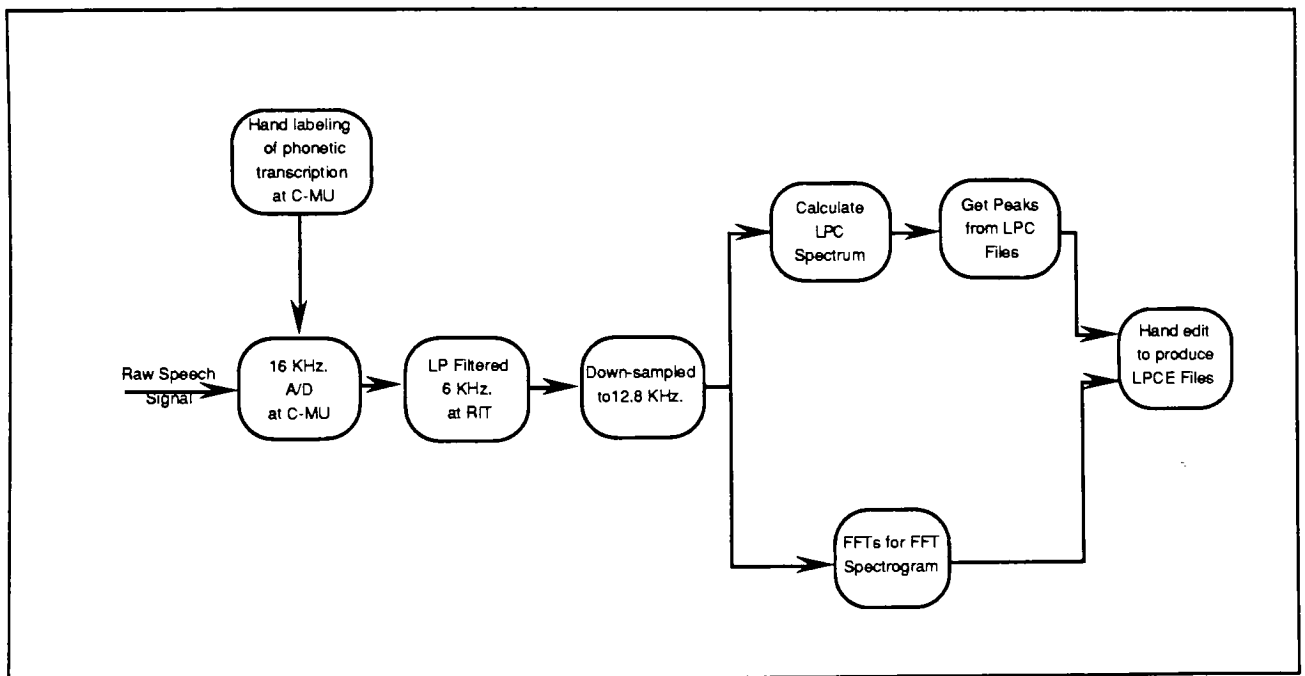 Hand labeling
of phonetic
transcription
at C-MU
Raw Speech
Signal
16 KHz.
A/D
at C-MU
LP Filtered
6 KHz.
at RIT
Down-sampled
to12.8 KHz.
Calculate
LPC
Spectrum
Get Peaks
from LPC
Files
FFTs for FFT
Spectrogram
Hand edit
to produce
LPCE Files